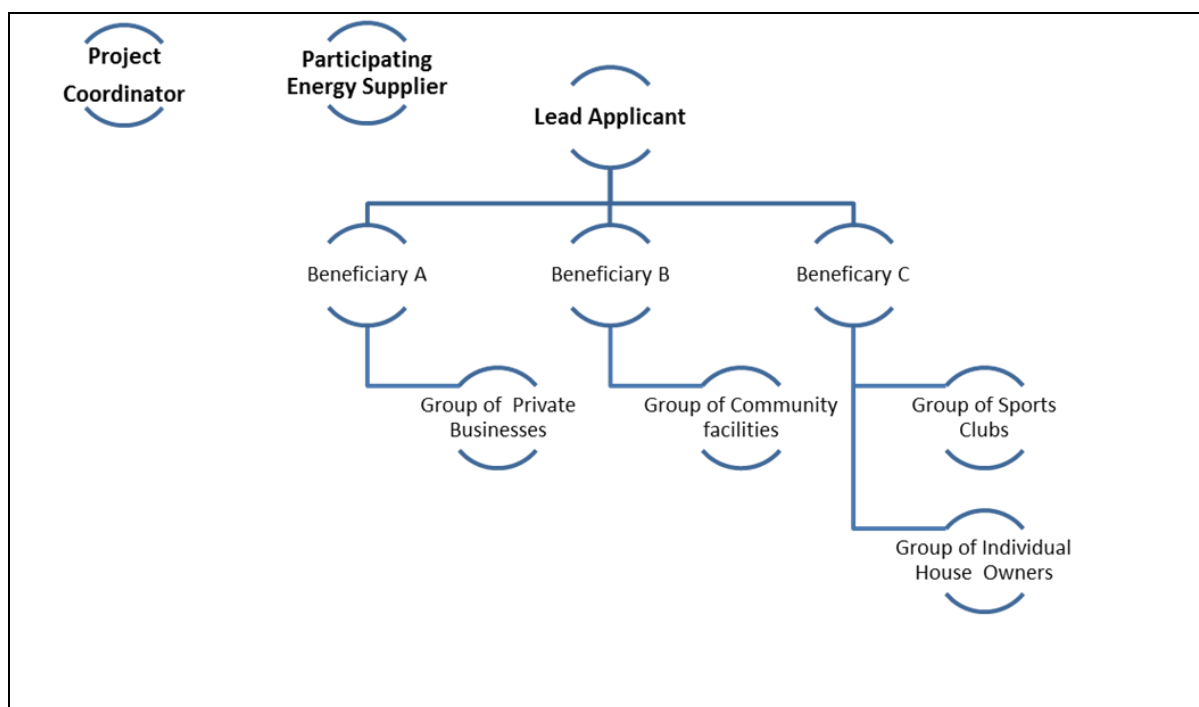 Project
Coordinator
Participating
Energy Supplier
Lead Applicant
Beneficiary A
Beneficiary B
Beneficary C
Group of Private
Businesses
Group of Community
facilities
Group of Sports
Clubs
Group of Individual
House Owners